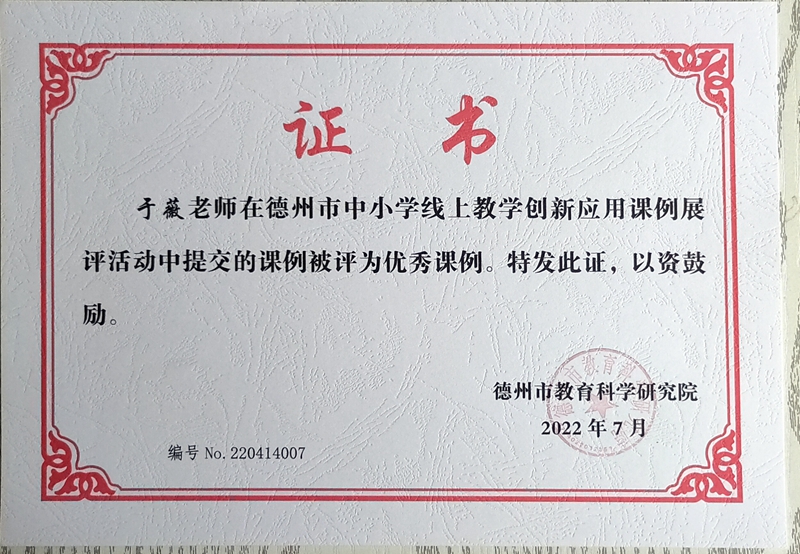 证 书
于薇老师在德州市中小学线上教学创新应用课例展
评活动中提交的课例被评为优秀课例。特发此证，以资鼓
励。
德州市教育科学研究院
2022 年 7 月
编号 No. 220414007